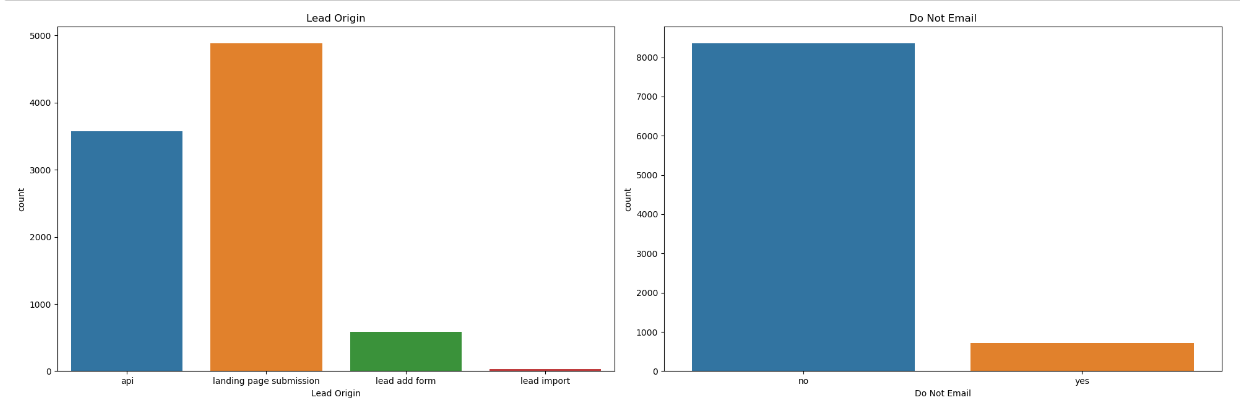 Lead Origin
5000
4000
3000
2000
1000
0
count
api
landing page submission
lead add form
lead import
Lead Origin
Do Not Email
8000
7000
6000
5000
4000
3000
2000
1000
0
count
no
yes
Do Not Email